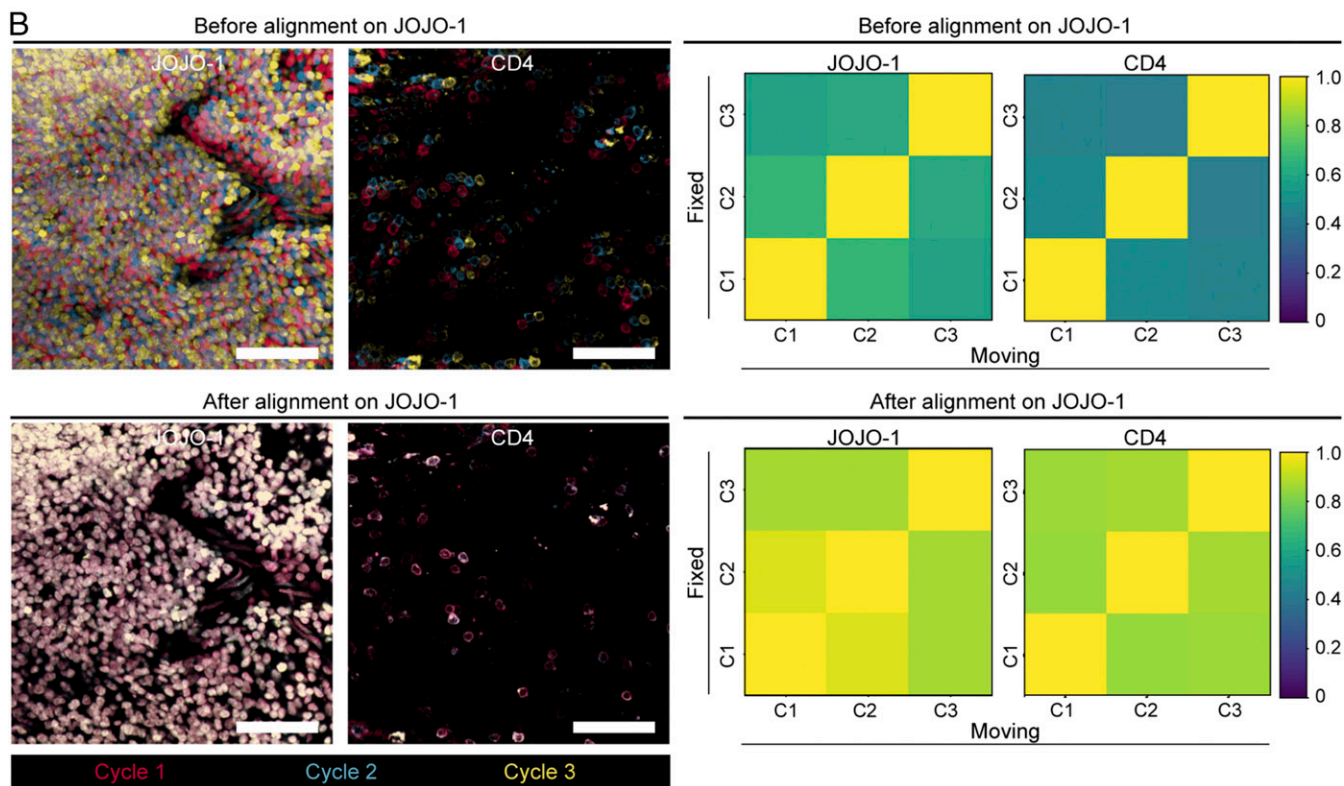 B
Before alignment on JOJO-1
JOJO-1
CD4
Before alignment on JOJO-1
JOJO-1
CD4
Fixed
C3
C2
C1
C3
C2
C1
1.0
0.8
0.6
0.4
0.2
0
C1 C2 C3
C1 C2 C3
Moving
After alignment on JOJO-1
JOJO-1
CD4
Cycle 1
Cycle 2
Cycle 3
After alignment on JOJO-1
JOJO-1
CD4
Fixed
C3
C2
C1
C3
C2
C1
1.0
0.8
0.6
0.4
0.2
0
C1 C2 C3
C1 C2 C3
Moving